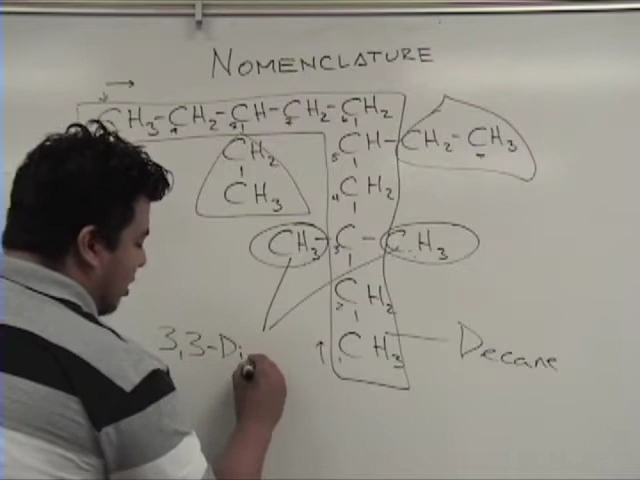 NOMENCLATURE
CH3-CH2-CH-CH2-CH2
CH2 CH-CH2-CH3
CH3 CH2
CH3-C-CH3
CH2
3,3-Di CH3 Decane